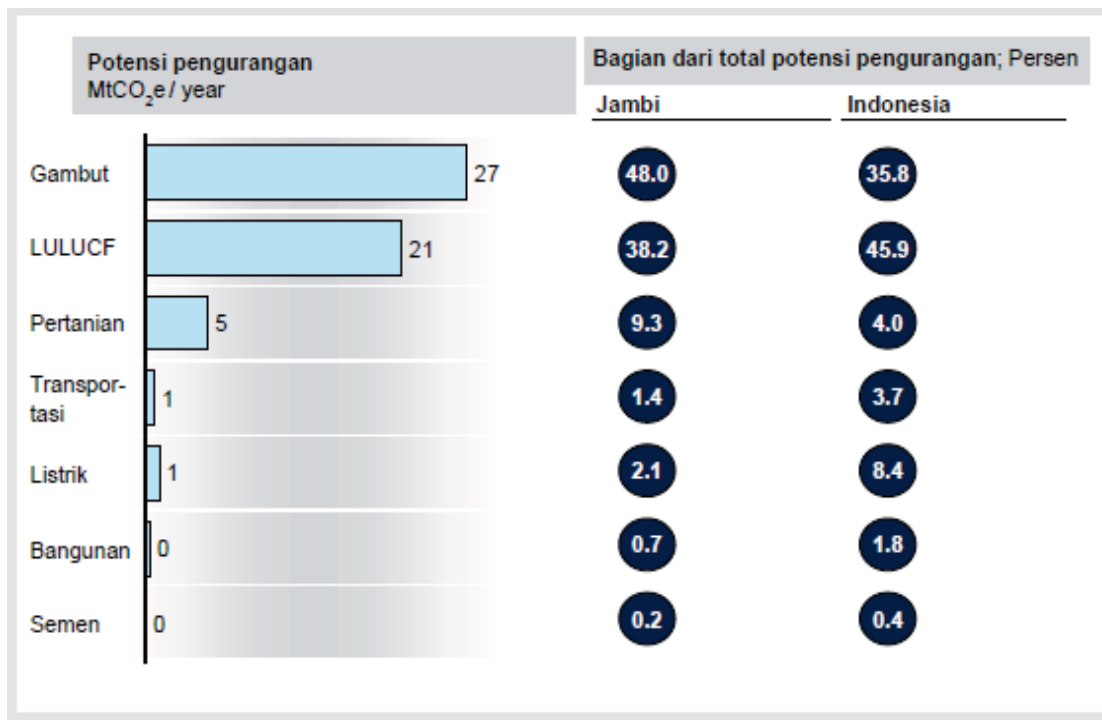 Potensi pengurangan
MtCO₂e / year
Bagian dari total potensi pengurangan; Persen
Jambi Indonesia
Gambut 27 48.0 35.8
LULUCF 21 38.2 45.9
Pertanian 5 9.3 4.0
Transpor-
tasi 1 1.4 3.7
Listrik 1 2.1 8.4
Bangunan 0 0.7 1.8
Semen 0 0.2 0.4